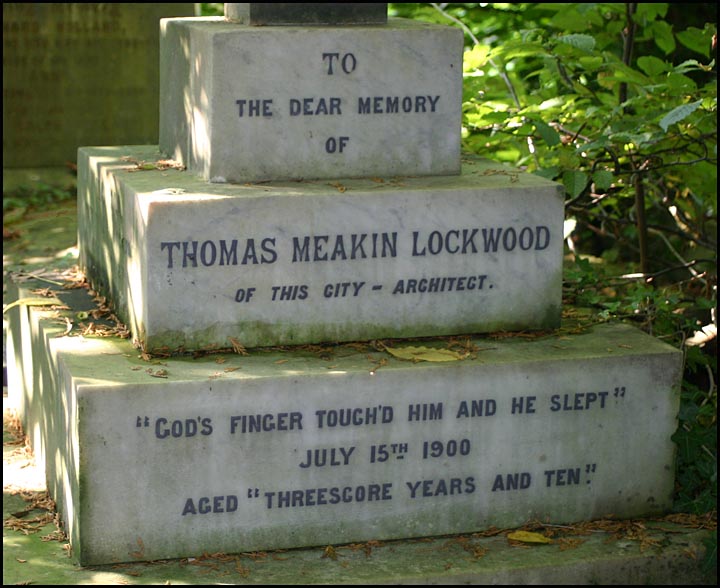 TO
THE DEAR MEMORY
OF
THOMAS MEAKIN LOCKWOOD
OF THIS CITY - ARCHITECT.
"GOD'S FINGER TOUCH'D HIM AND HE SLEPT"
JULY 15TH 1900
AGED "THREESCORE YEARS AND TEN".